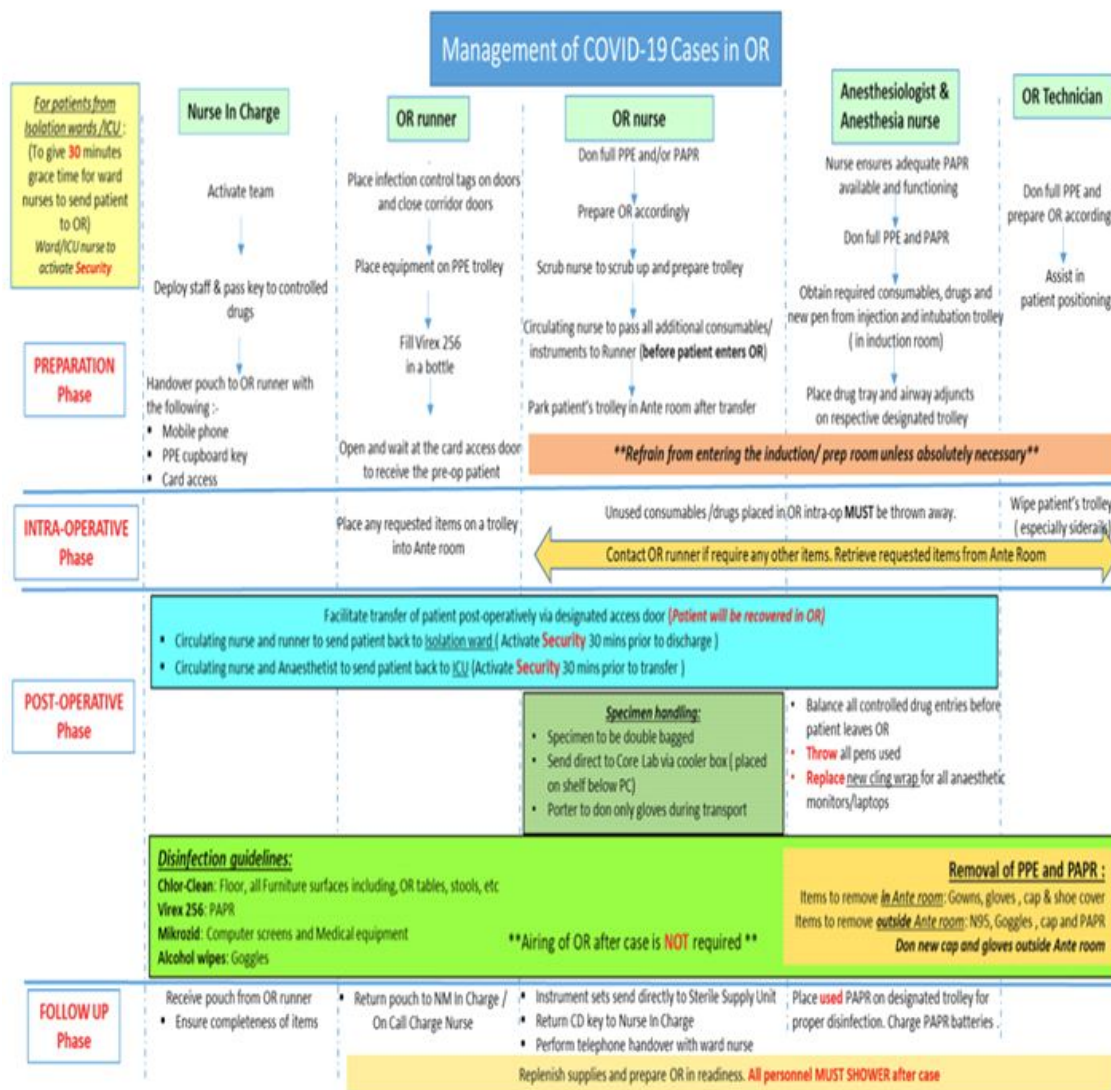 Management of COVID-19 Cases in OR
For patients from
Isolation wards /ICU :
(To give 30 minutes
grace time for ward
nurses to send patient
to OR)
Ward/ICU nurse to
activate Security
Nurse In Charge
OR runner
OR nurse
Anesthesiologist &
Anesthesia nurse
OR Technician
PREPARATION
Phase
Activate team
Deploy staff & pass key to controlled
drugs
Handover pouch to OR runner with
the following :-
▪ Mobile phone
▪ PPE cupboard key
▪ Card access
Place infection control tags on doors
and close corridor doors
Place equipment on PPE trolley
Fill Virex 256
in a bottle
Open and wait at the card access door
to receive the pre-op patient
Don full PPE and/or PAPR
Prepare OR accordingly
Scrub nurse to scrub up and prepare trolley
Circulating nurse to pass all additional consumables/
instruments to Runner (before patient enters OR)
Park patient's trolley in Ante room after transfer
Nurse ensures adequate PAPR
available and functioning
Don full PPE and PAPR
Obtain required consumables, drugs and
new pen from injection and intubation trolley
( in induction room)
Place drug tray and airway adjuncts
on respective designated trolley
Don full PPE and
prepare OR according
Assist in
patient positioning
**Refrain from entering the induction/ prep room unless absolutely necessary**
INTRA-OPERATIVE
Phase
Place any requested items on a trolley
into Ante room
Unused consumables /drugs placed in OR intra-op MUST be thrown away.
Wipe patient's trolley
( especially siderails)
Contact OR runner if require any other items. Retrieve requested items from Ante Room
POST-OPERATIVE
Phase
Facilitate transfer of patient post-operatively via designated access door (Patient will be recovered in OR)
▪ Circulating nurse and runner to send patient back to Isolation ward ( Activate Security 30 mins prior to discharge )
▪ Circulating nurse and Anaesthetist to send patient back to ICU (Activate Security 30 mins prior to transfer )
Specimen handling:
• Specimen to be double bagged
• Send direct to Core Lab via cooler box ( placed
on shelf below PC)
• Porter to don only gloves during transport
• Balance all controlled drug entries before
patient leaves OR
• Throw all pens used
• Replace new cling wrap for all anaesthetic
monitors/laptops
Disinfection guidelines:
Chlor-Clean: Floor, all Furniture surfaces including, OR tables, stools, etc
Virex 256: PAPR
Mikrozid: Computer screens and Medical equipment
Alcohol wipes: Goggles
**Airing of OR after case is NOT required **
Removal of PPE and PAPR :
Items to remove in Ante room: Gowns, gloves , cap & shoe cover
Items to remove outside Ante room: N95, Goggles , cap and PAPR
Don new cap and gloves outside Ante room
FOLLOW UP
Phase
Receive pouch from OR runner
▪ Ensure completeness of items
▪ Return pouch to NM In Charge /
On Call Charge Nurse
▪ Instrument sets send directly to Sterile Supply Unit
▪ Return CD key to Nurse In Charge
▪ Perform telephone handover with ward nurse
Place used PAPR on designated trolley for
proper disinfection. Charge PAPR batteries .
Replenish supplies and prepare OR in readiness. All personnel MUST SHOWER after case